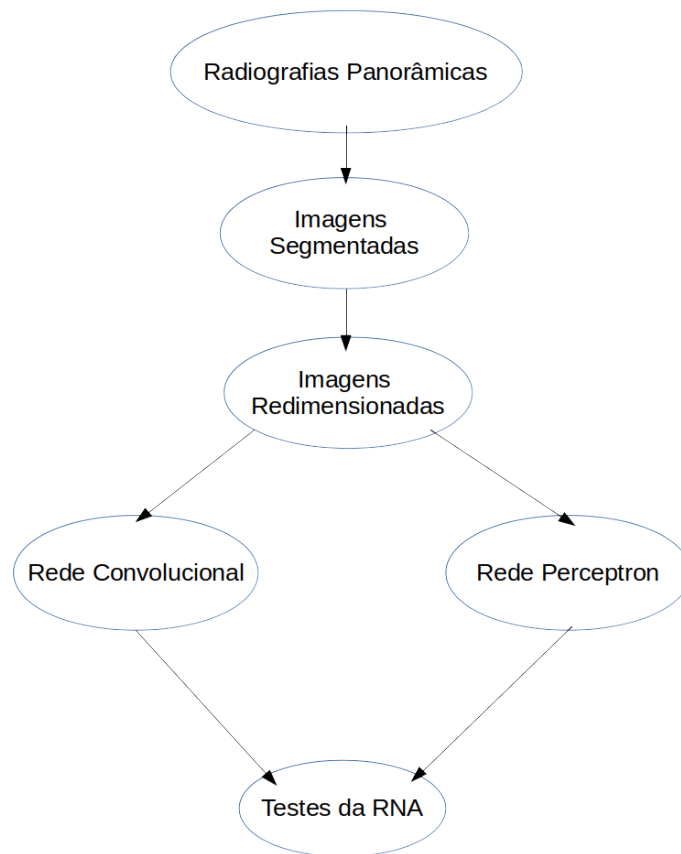 Radiografias Panorâmicas
Imagens
Segmentadas
Imagens
Redimensionadas
Rede Convolucional
Rede Perceptron
Testes da RNA